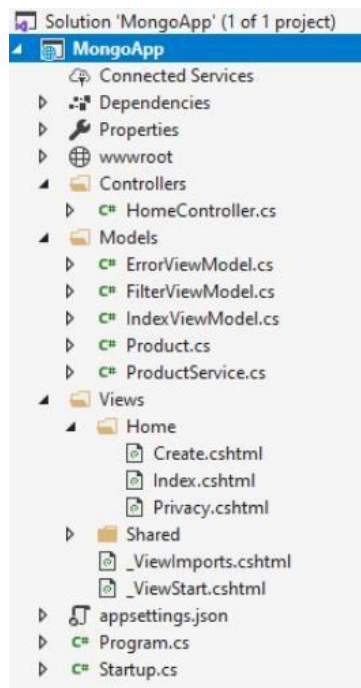 Solution 'MongoApp' (1 of 1 project)
MongoApp
Connected Services
Dependencies
Properties
wwwroot
Controllers
C# HomeController.cs
Models
C# ErrorViewModel.cs
C# FilterViewModel.cs
C# IndexViewModel.cs
C# Product.cs
C# ProductService.cs
Views
Home
Create.cshtml
Index.cshtml
Privacy.cshtml
Shared
_ViewImports.cshtml
_ViewStart.cshtml
appsettings.json
C# Program.cs
C# Startup.cs